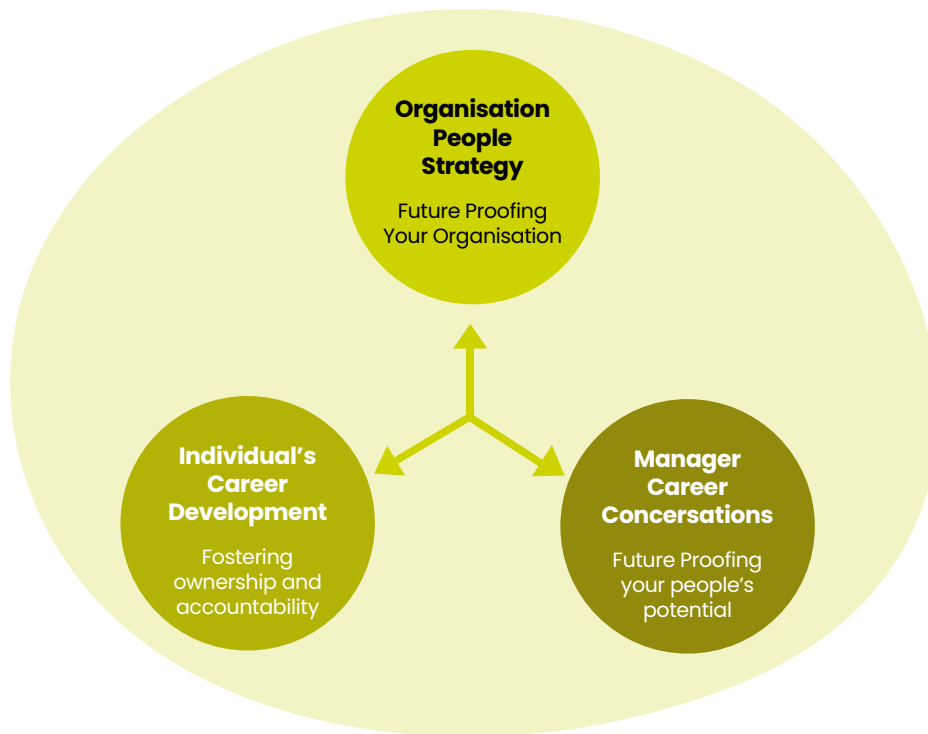 Organisation
People
Strategy
Future Proofing
Your Organisation
Individual’s
Career
Development
Fostering
ownership and
accountability
Manager
Career
Concersations
Future Proofing
your people’s
potential